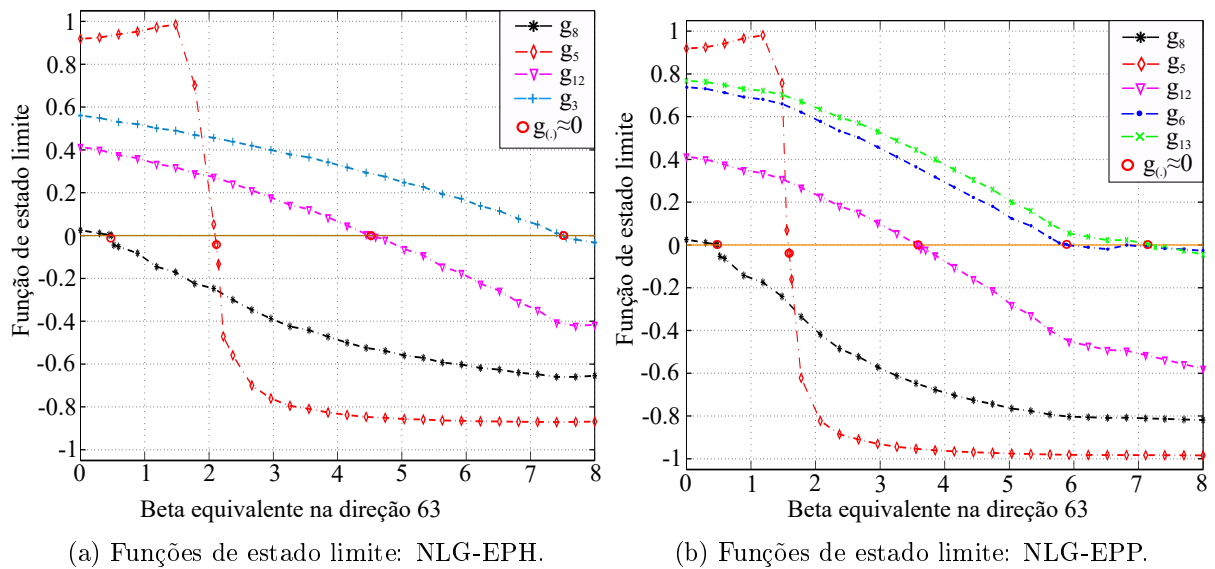 Função de estado limite
1
0.8
0.6
0.4
0.2
0
-0.2
-0.4
-0.6
-0.8
-1
0 1 2 3 4 5 6 7 8
Beta equivalente na direção 63
g8
g5
g12
g3
g(.)≈0
(a) Funções de estado limite: NLG-EPH.
Função de estado limite
1
0.8
0.6
0.4
0.2
0
-0.2
-0.4
-0.6
-0.8
-1
0 1 2 3 4 5 6 7 8
Beta equivalente na direção 63
g8
g5
g12
g6
g13
g(.)≈0
(b) Funções de estado limite: NLG-EPP.